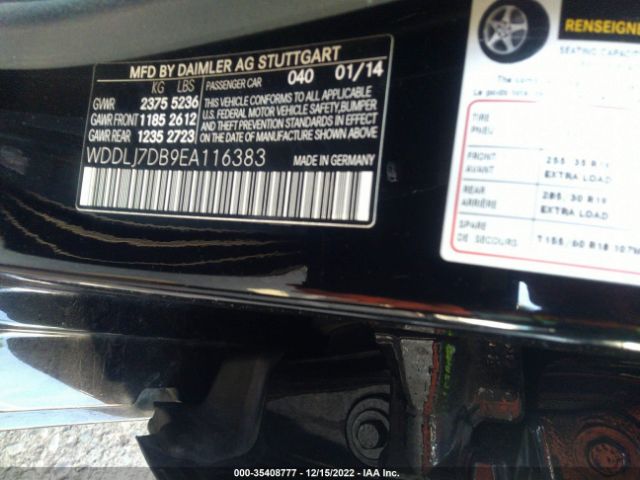 MFD BY DAIMLER AG STUTTGART
KG LBS PASSENGER CAR 040 01/14
GVWR 2375 5236
GAWR FRONT 1185 2612
GAWR REAR 1235 2723
THIS VEHICLE CONFORMS TO ALL APPLICABLE
U.S. FEDERAL MOTOR VEHICLE SAFETY, BUMPER
AND THEFT PREVENTION STANDARDS IN EFFECT
ON THE DATE OF MANUFACTURE SHOWN ABOVE
WDDLJ7DB9EA116383 MADE IN GERMANY
RENSEIGNE
SEATING CAPACITY
TIRE
PNEU
FRONT
EXTRA LOAD
REAR
ARRIERE
EXTRA LOAD
SPARE
DE SECOURS
000-35408777 - 12/15/2022 - IAA Inc.